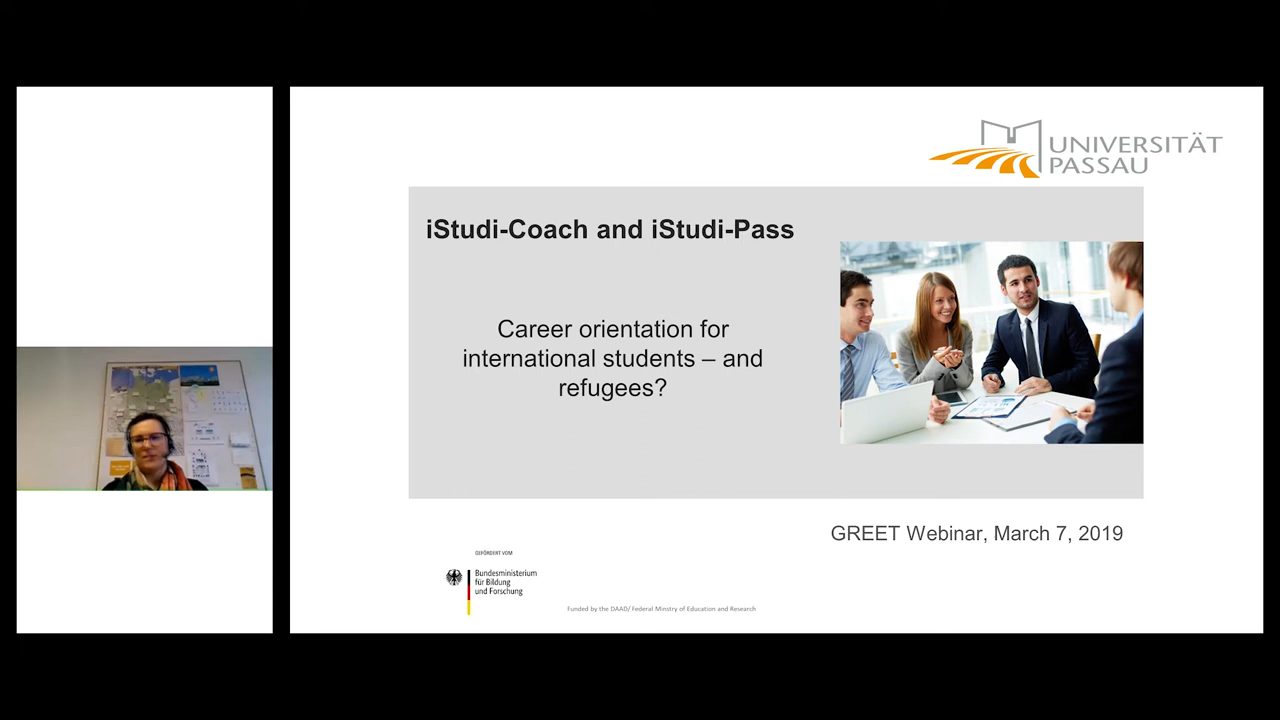 UNIVERSITÄT
PASSAU
iStudi-Coach and iStudi-Pass
Career orientation for
international students – and
refugees?
GREET Webinar, March 7, 2019
GEFÖRDERT VOM
Bundesministerium
für Bildung
und Forschung
Funded by the DAAD/ Federal Minstry of Education and Research